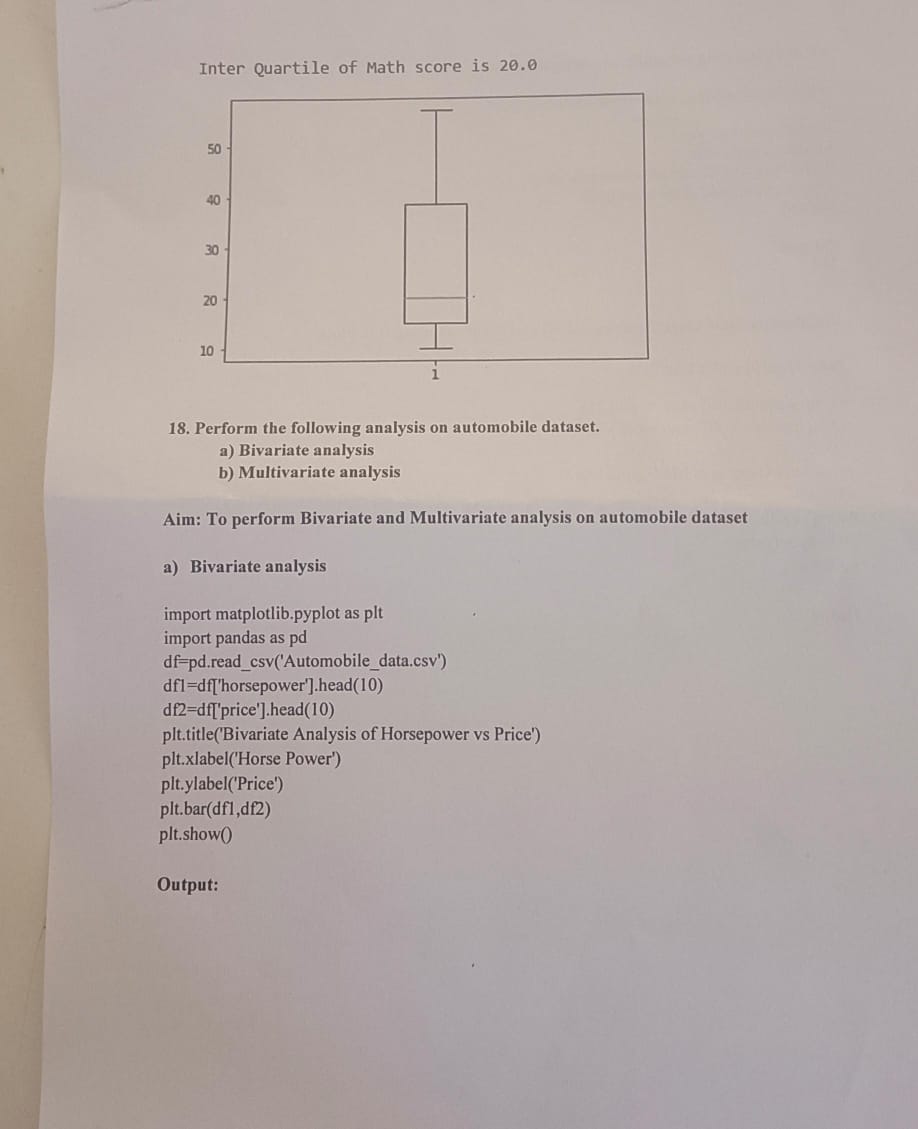 Inter Quartile of Math score is 20.0
50
40
30
20
10
1
18. Perform the following analysis on automobile dataset.
a) Bivariate analysis
b) Multivariate analysis
Aim: To perform Bivariate and Multivariate analysis on automobile dataset
a) Bivariate analysis
import matplotlib.pyplot as plt
import pandas as pd
df=pd.read_csv('Automobile_data.csv')
df1=df['horsepower'].head(10)
df2=df['price'].head(10)
plt.title('Bivariate Analysis of Horsepower vs Price')
plt.xlabel('Horse Power')
plt.ylabel('Price')
plt.bar(df1,df2)
plt.show()
Output: